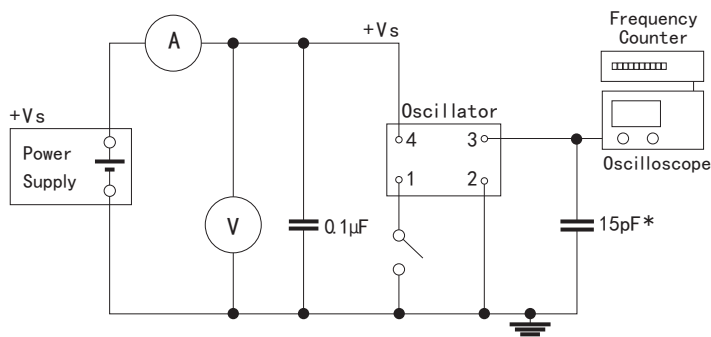 Frequency
Counter
A
+Vs
Oscillator
+Vs
Power
Supply
4
3
1
2
Oscilloscope
V
0.1μF
15pF*